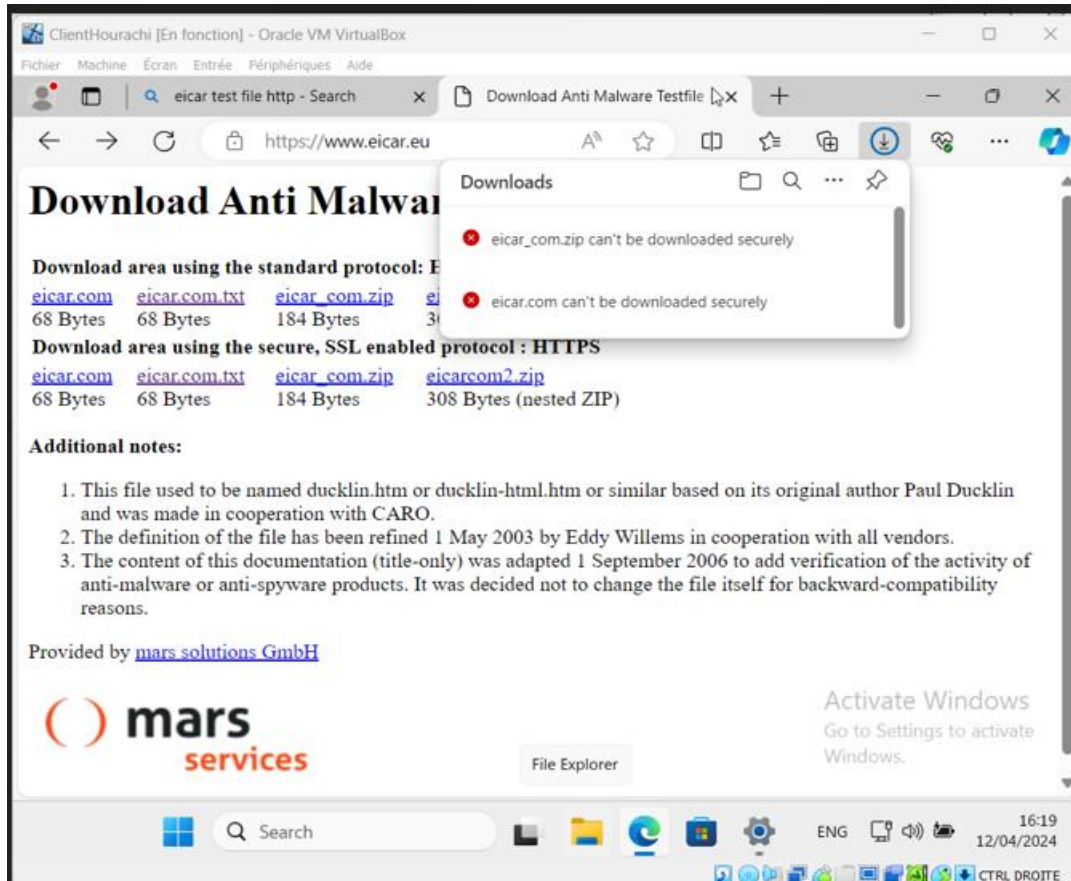 ClientHourachi [En fonction] - Oracle VM VirtualBox
Fichier Machine Écran Entrée Périphériques Aide
eicar test file http - Search
Download Anti Malware Testfile
https://www.eicar.eu
Downloads
eicar_com.zip can't be downloaded securely
eicar.com can't be downloaded securely
Download Anti Malwa
Download area using the standard protocol:
eicar.com eicar.com.txt eicar_com.zip
68 Bytes 68 Bytes 184 Bytes
Download area using the secure, SSL enabled protocol : HTTPS
eicar.com eicar.com.txt eicar_com.zip eicarcom2.zip
68 Bytes 68 Bytes 184 Bytes 308 Bytes (nested ZIP)
Additional notes:
1. This file used to be named ducklin.htm or ducklin-html.htm or similar based on its original author Paul Ducklin
and was made in cooperation with CARO.
2. The definition of the file has been refined 1 May 2003 by Eddy Willems in cooperation with all vendors.
3. The content of this documentation (title-only) was adapted 1 September 2006 to add verification of the activity of
anti-malware or anti-spyware products. It was decided not to change the file itself for backward-compatibility
reasons.
Provided by mars solutions GmbH
mars
services
Activate Windows
Go to Settings to activate
Windows.
File Explorer
Search
ENG
16:19
12/04/2024
CTRL DROITE